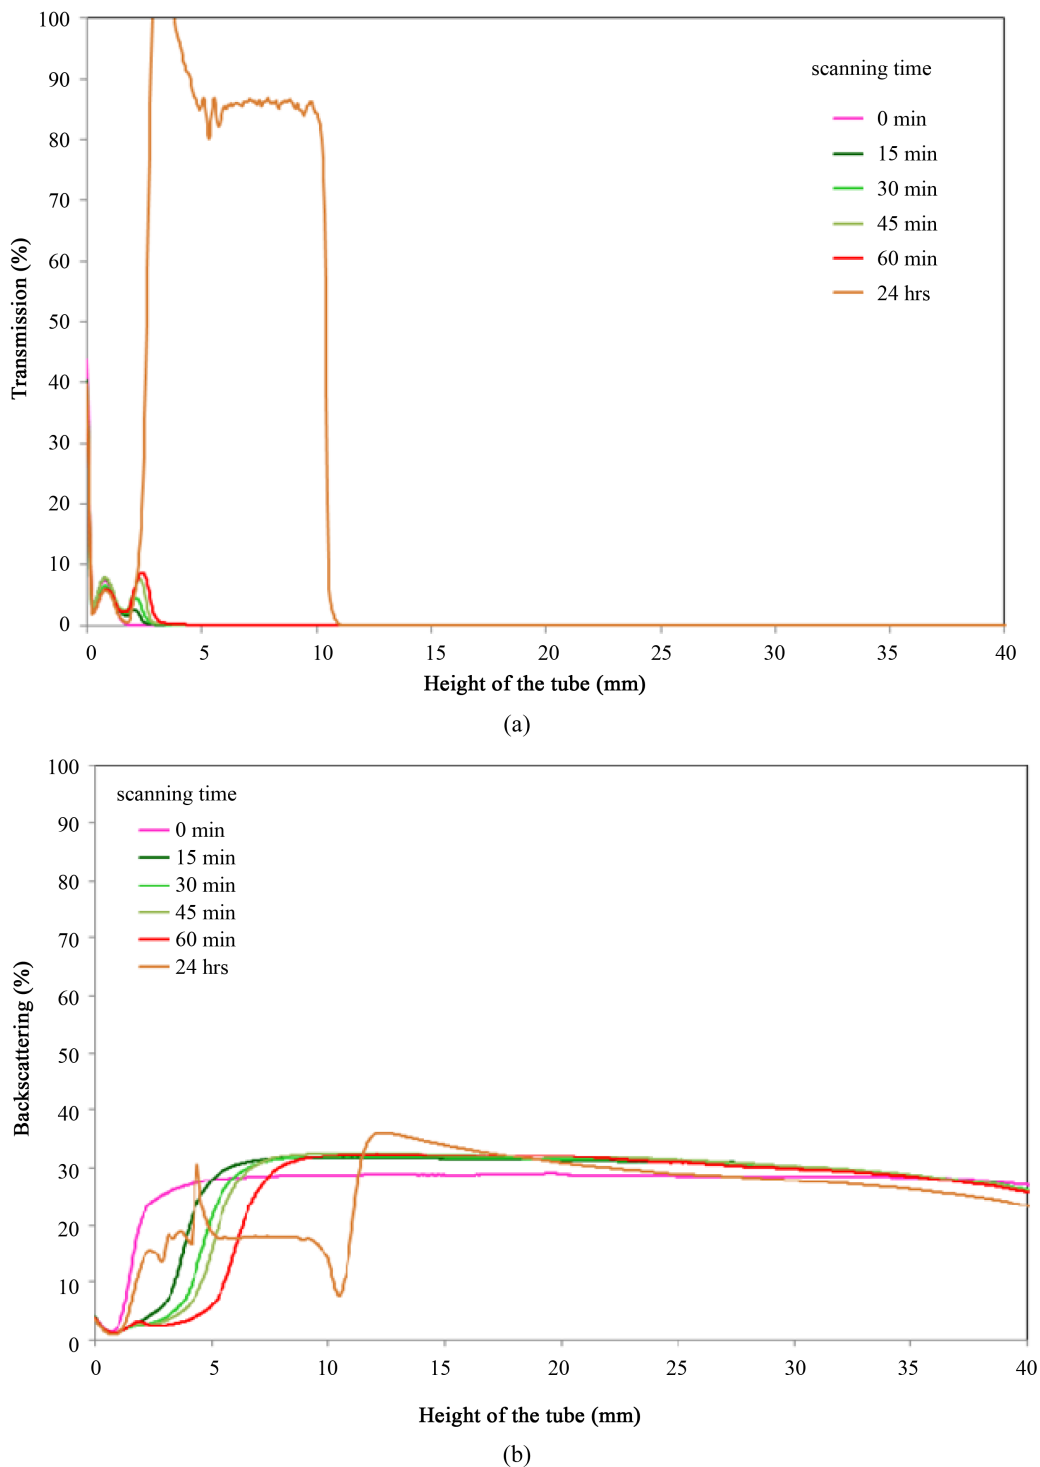 100
90
80
70
60
50
40
30
20
10
0
Transmission (%)
scanning time
0 min
15 min
30 min
45 min
60 min
24 hrs
0 5 10 15 20 25 30 35 40
Height of the tube (mm)
(a)
100
90
80
70
60
50
40
30
20
10
0
Backscattering (%)
scanning time
0 min
15 min
30 min
45 min
60 min
24 hrs
0 5 10 15 20 25 30 35 40
Height of the tube (mm)
(b)